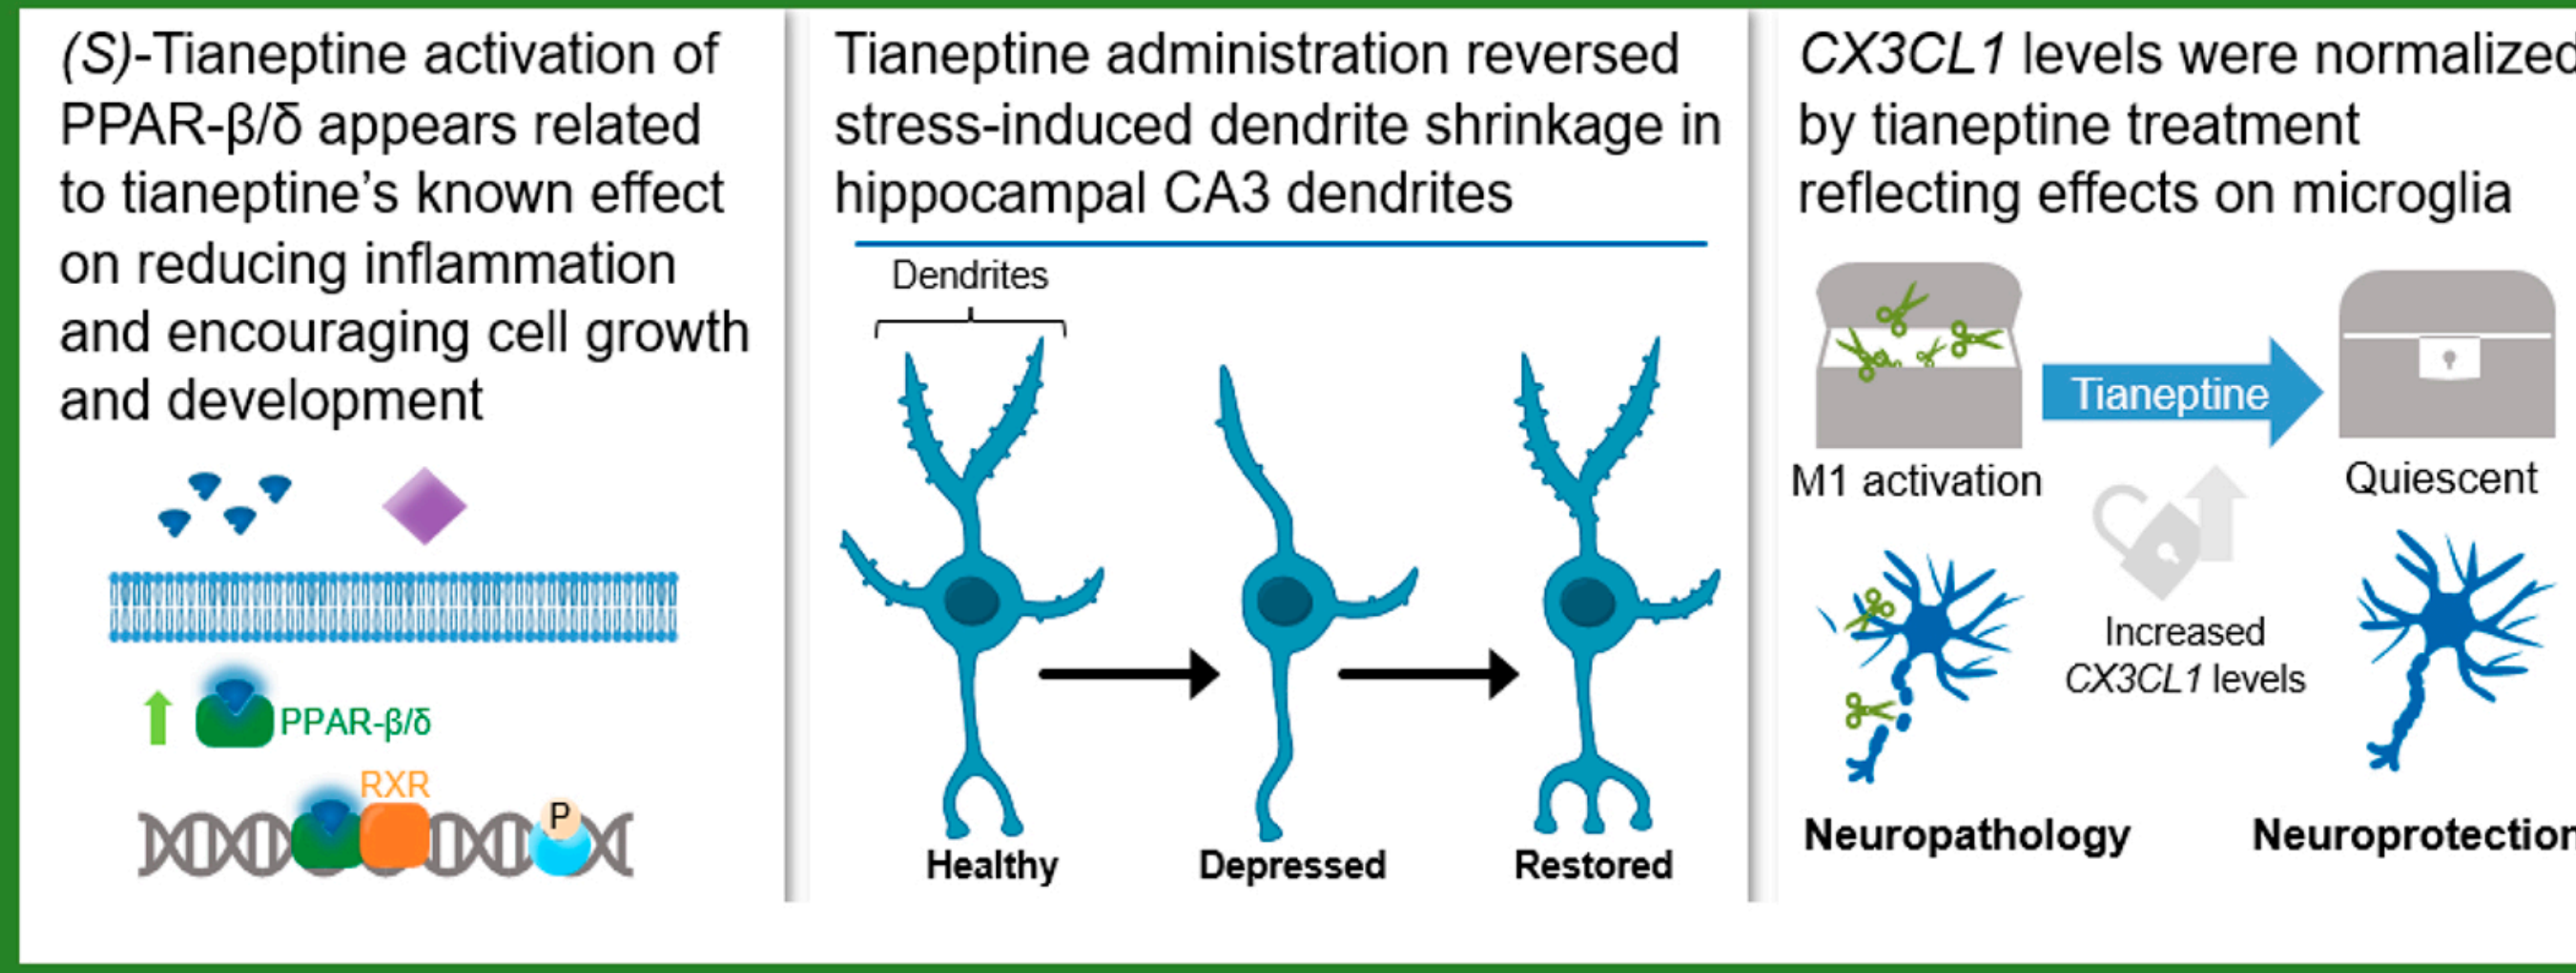 (S)-Tianeptine activation of
PPAR-β/δ appears related
to tianeptine's known effect
on reducing inflammation
and encouraging cell growth
and development
PPAR-β/δ
RXR
P
Tianeptine administration reversed
stress-induced dendrite shrinkage in
hippocampal CA3 dendrites
Dendrites
Healthy
Depressed
Restored
CX3CL1 levels were normalized
by tianeptine treatment
reflecting effects on microglia
Tianeptine
M1 activation
Quiescent
Increased
CX3CL1 levels
Neuropathology
Neuroprotection